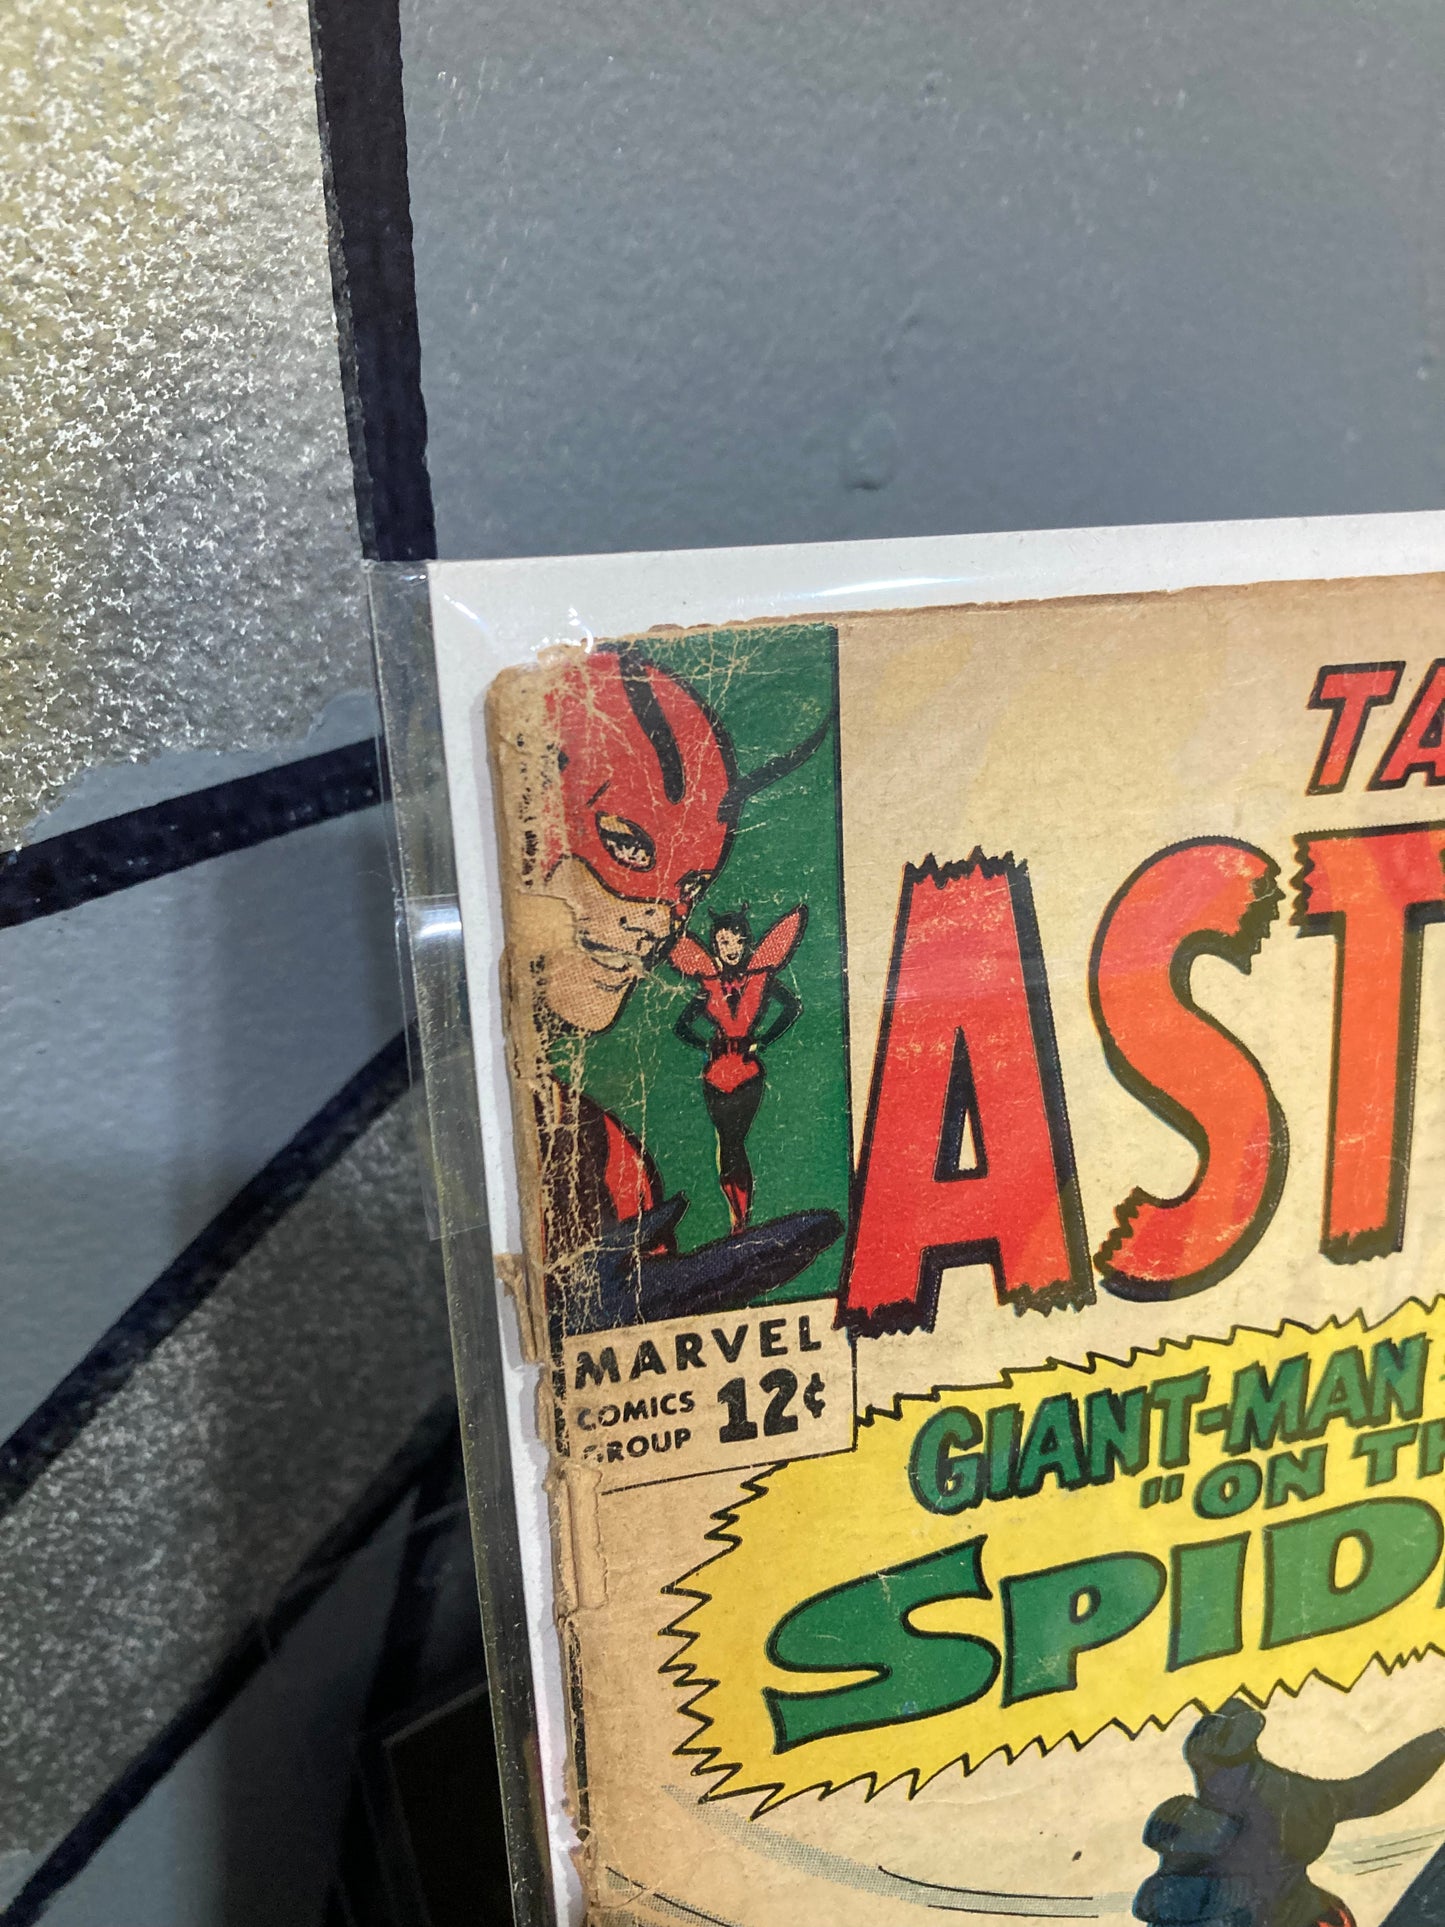 TA
AST
MARVEL
COMICS
GROUP
12¢
GIANT-MAN
"ON TH
SPID